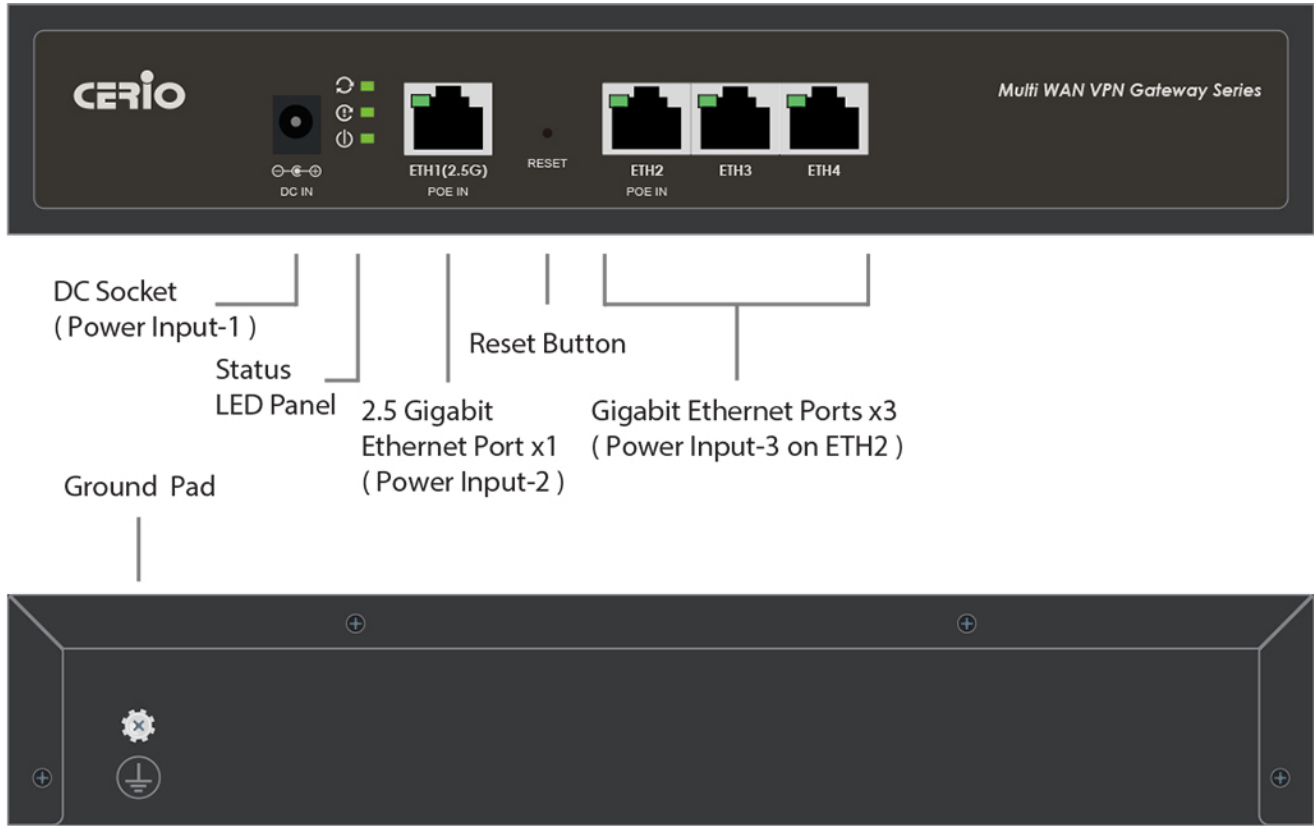 CERIO
Multi WAN VPN Gateway Series
ETH1(2.5G)
RESET
ETH2
ETH3
ETH4
DC IN
POE IN
POE IN
DC Socket
( Power Input-1 )
Status
LED Panel
2.5 Gigabit
Ethernet Port x1
( Power Input-2 )
Reset Button
Gigabit Ethernet Ports x3
( Power Input-3 on ETH2 )
Ground Pad